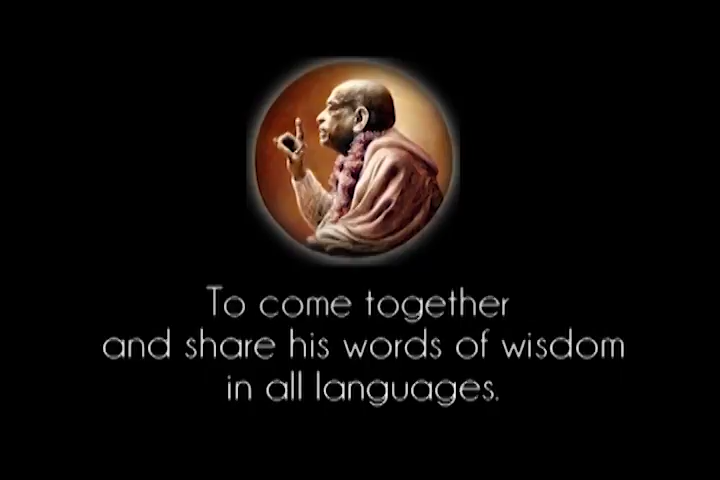 To come together
and share his words of wisdom
in all languages.